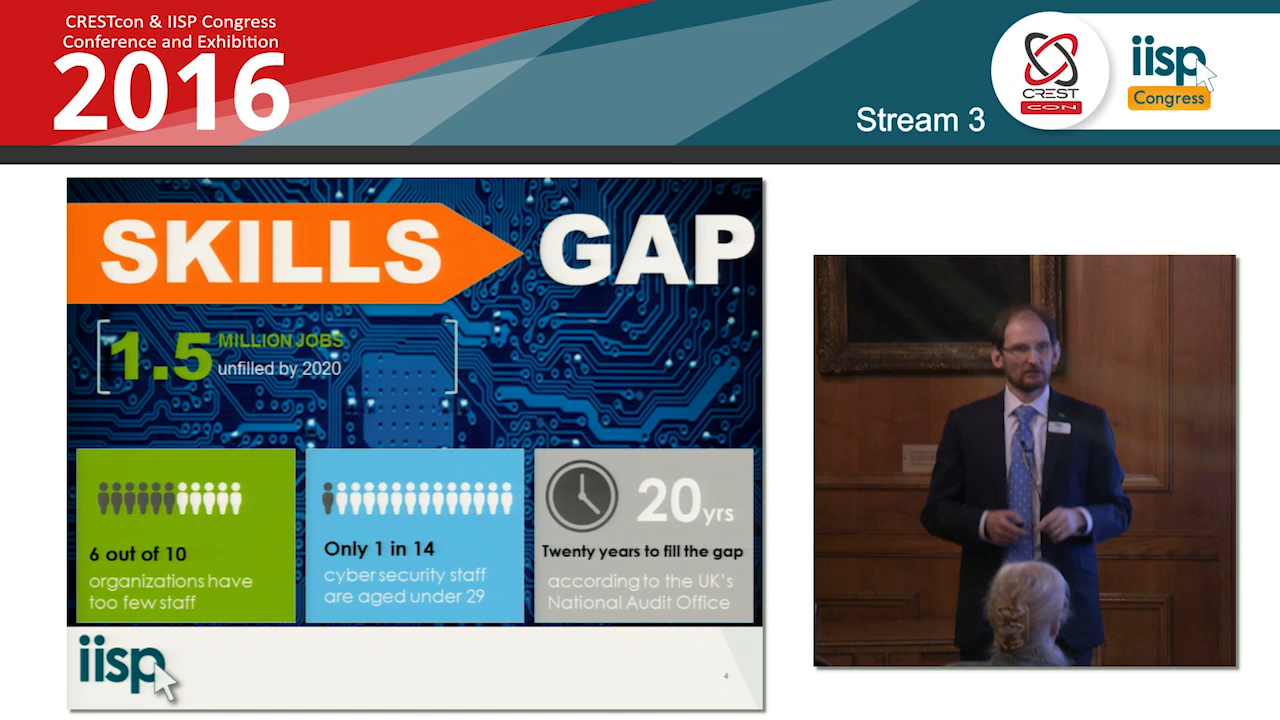 CRESTcon & IISP Congress
Conference and Exhibition
2016
Stream 3
CREST
CON
iisp
Congress
SKILLS GAP
1.5 MILLION JOBS
unfilled by 2020
6 out of 10
organizations have
too few staff
Only 1 in 14
cyber security staff
are aged under 29
20 yrs
Twenty years to fill the gap
according to the UK's
National Audit Office
iisp
4